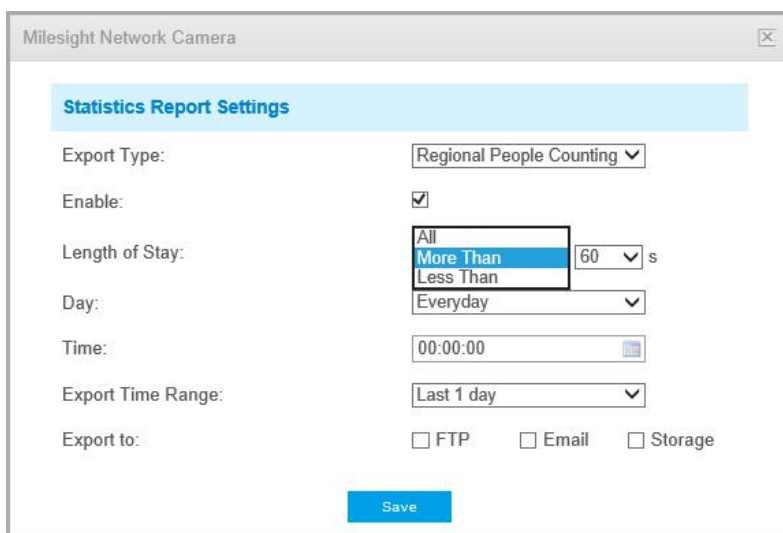 Milesight Network Camera
Statistics Report Settings
Export Type: Regional People Counting
Enable:
Length of Stay: All
More Than 60 s
Less Than
Day: Everyday
Time: 00:00:00
Export Time Range: Last 1 day
Export to: FTP Email Storage
Save